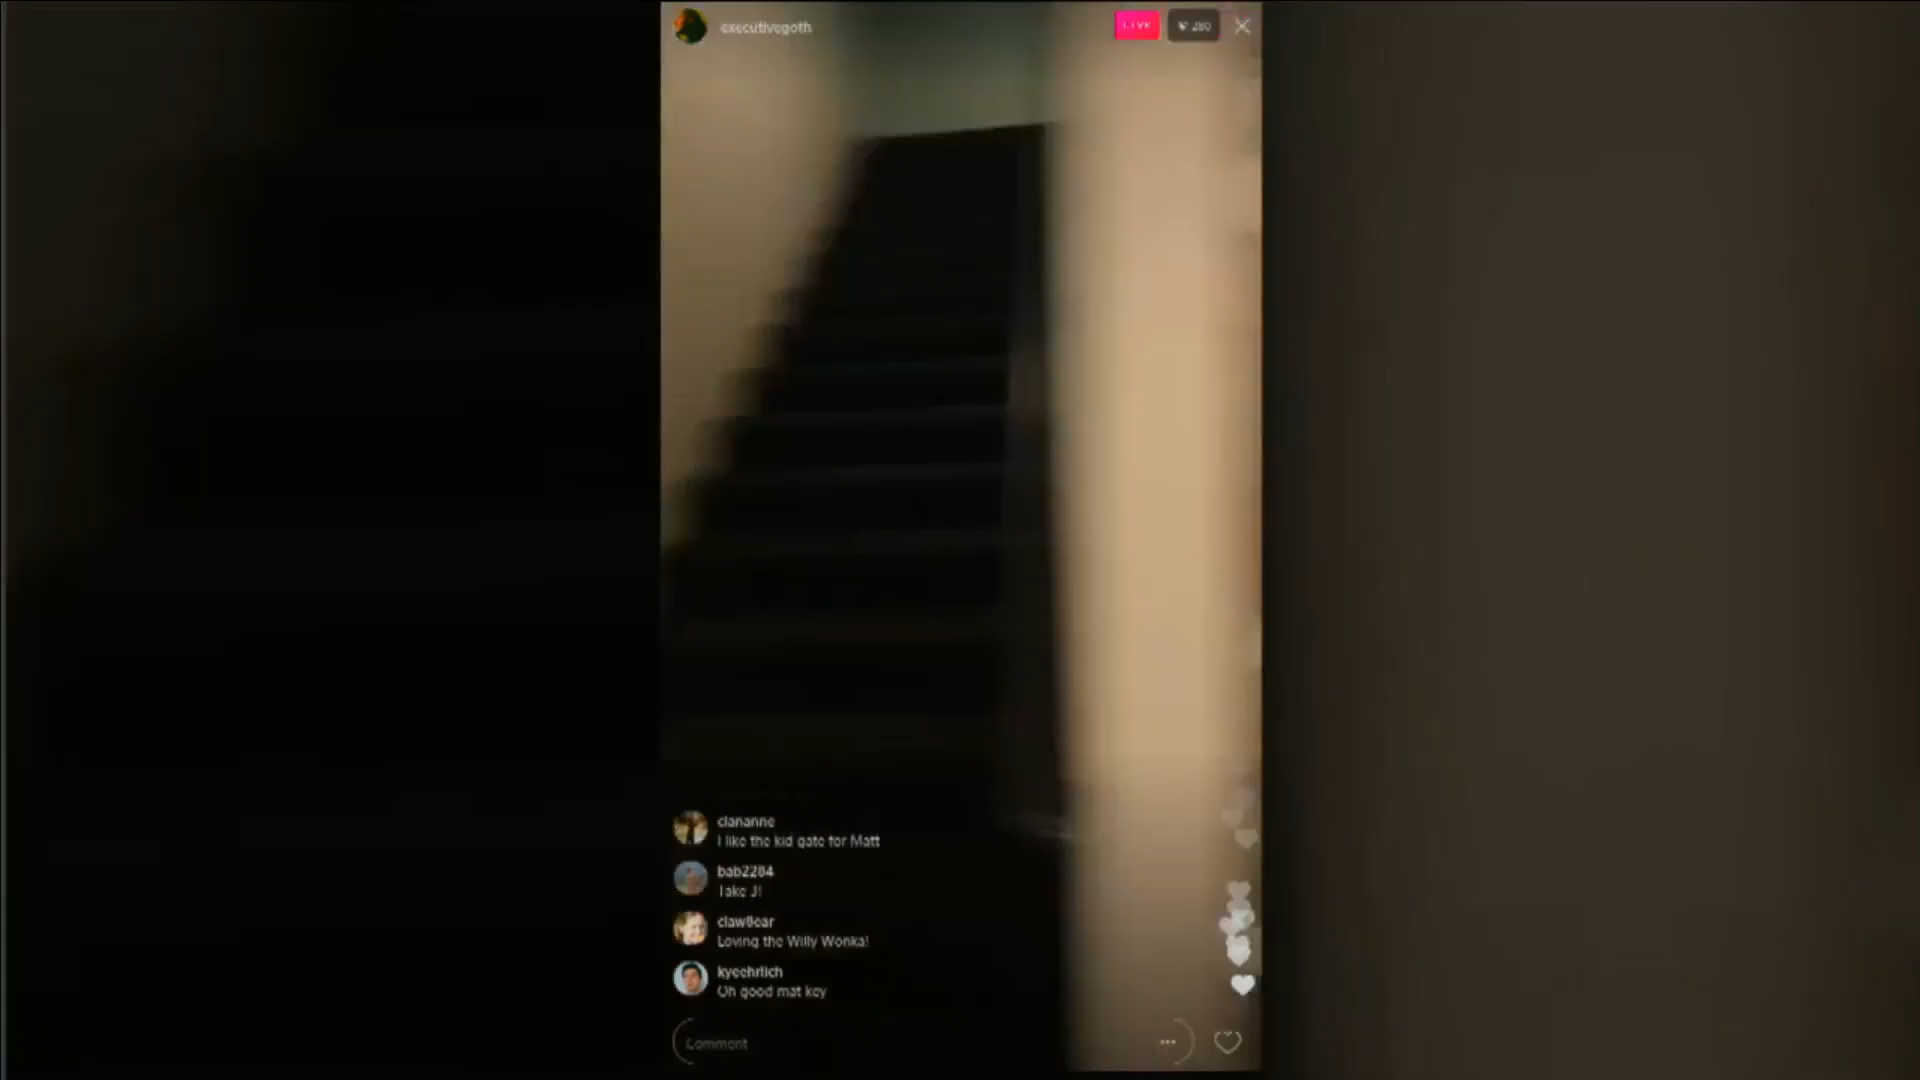 executivegoth
LIVE
280
clananne
I like the kid gate for Matt
bab2284
Take J!
claw8ear
Loving the Willy Wonka!
kyeehrlich
Oh good mat key
Comment